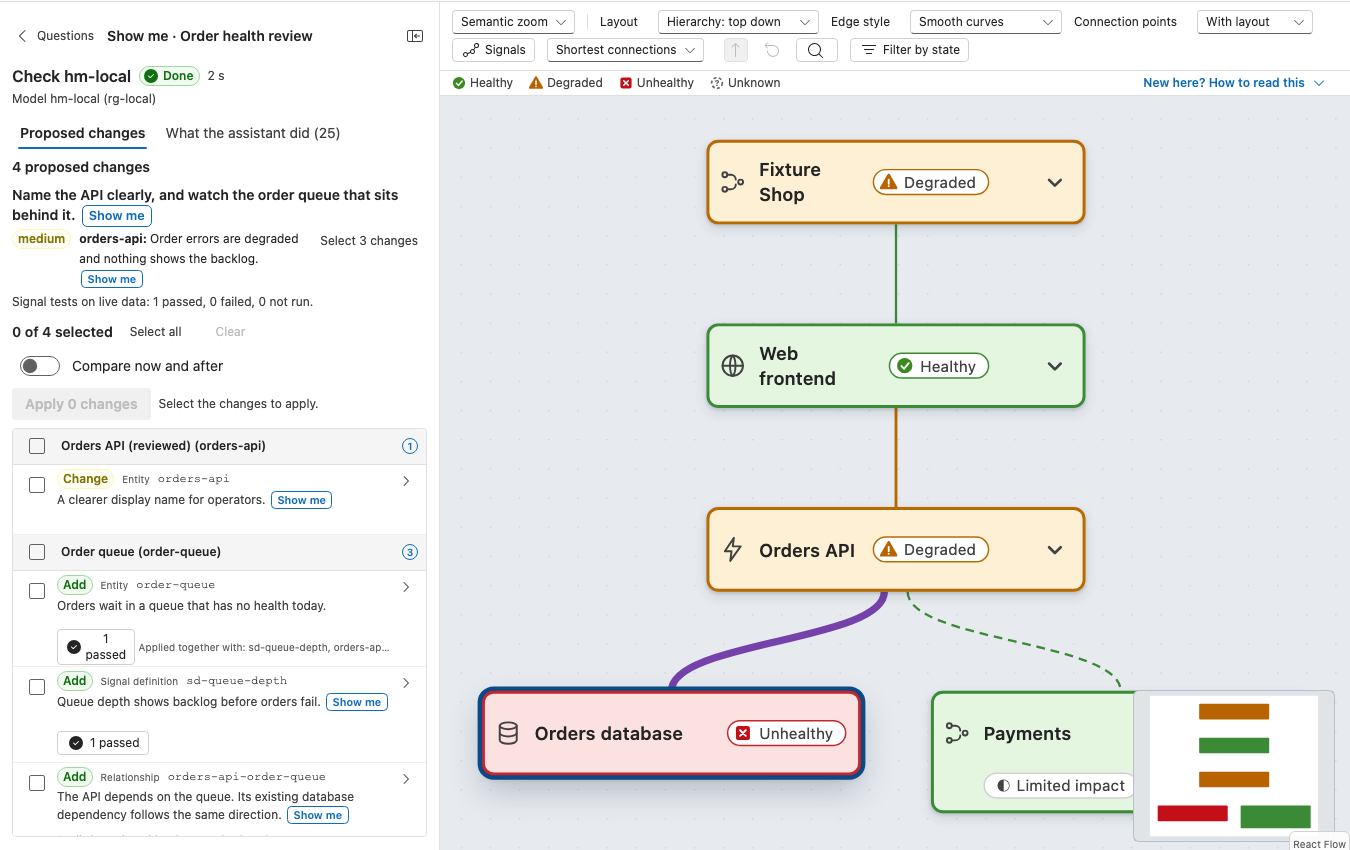 Questions
Show me · Order health review
Check hm-local
Done
2 s
Model hm-local (rg-local)
Proposed changes
What the assistant did (25)
4 proposed changes
Name the API clearly, and watch the order queue that sits
behind it.
Show me
medium
orders-api: Order errors are degraded
and nothing shows the backlog.
Show me
Select 3 changes
Signal tests on live data: 1 passed, 0 failed, 0 not run.
0 of 4 selected
Select all
Clear
Compare now and after
Apply 0 changes
Select the changes to apply.
Orders API (reviewed) (orders-api)
1
Change
Entity
orders-api
A clearer display name for operators.
Show me
Order queue (order-queue)
3
Add
Entity
order-queue
Orders wait in a queue that has no health today.
1
passed
Applied together with: sd-queue-depth, orders-ap...
Add
Signal definition
sd-queue-depth
Queue depth shows backlog before orders fail.
Show me
1 passed
Add
Relationship
orders-api-order-queue
The API depends on the queue. Its existing database
dependency follows the same direction.
Show me
Semantic zoom
Layout
Hierarchy: top down
Edge style
Smooth curves
Connection points
With layout
Signals
Shortest connections
Filter by state
Healthy
Degraded
Unhealthy
Unknown
New here? How to read this
Fixture
Shop
Degraded
Web
frontend
Healthy
Orders API
Degraded
Orders database
Unhealthy
Payments
Limited impact
React Flow